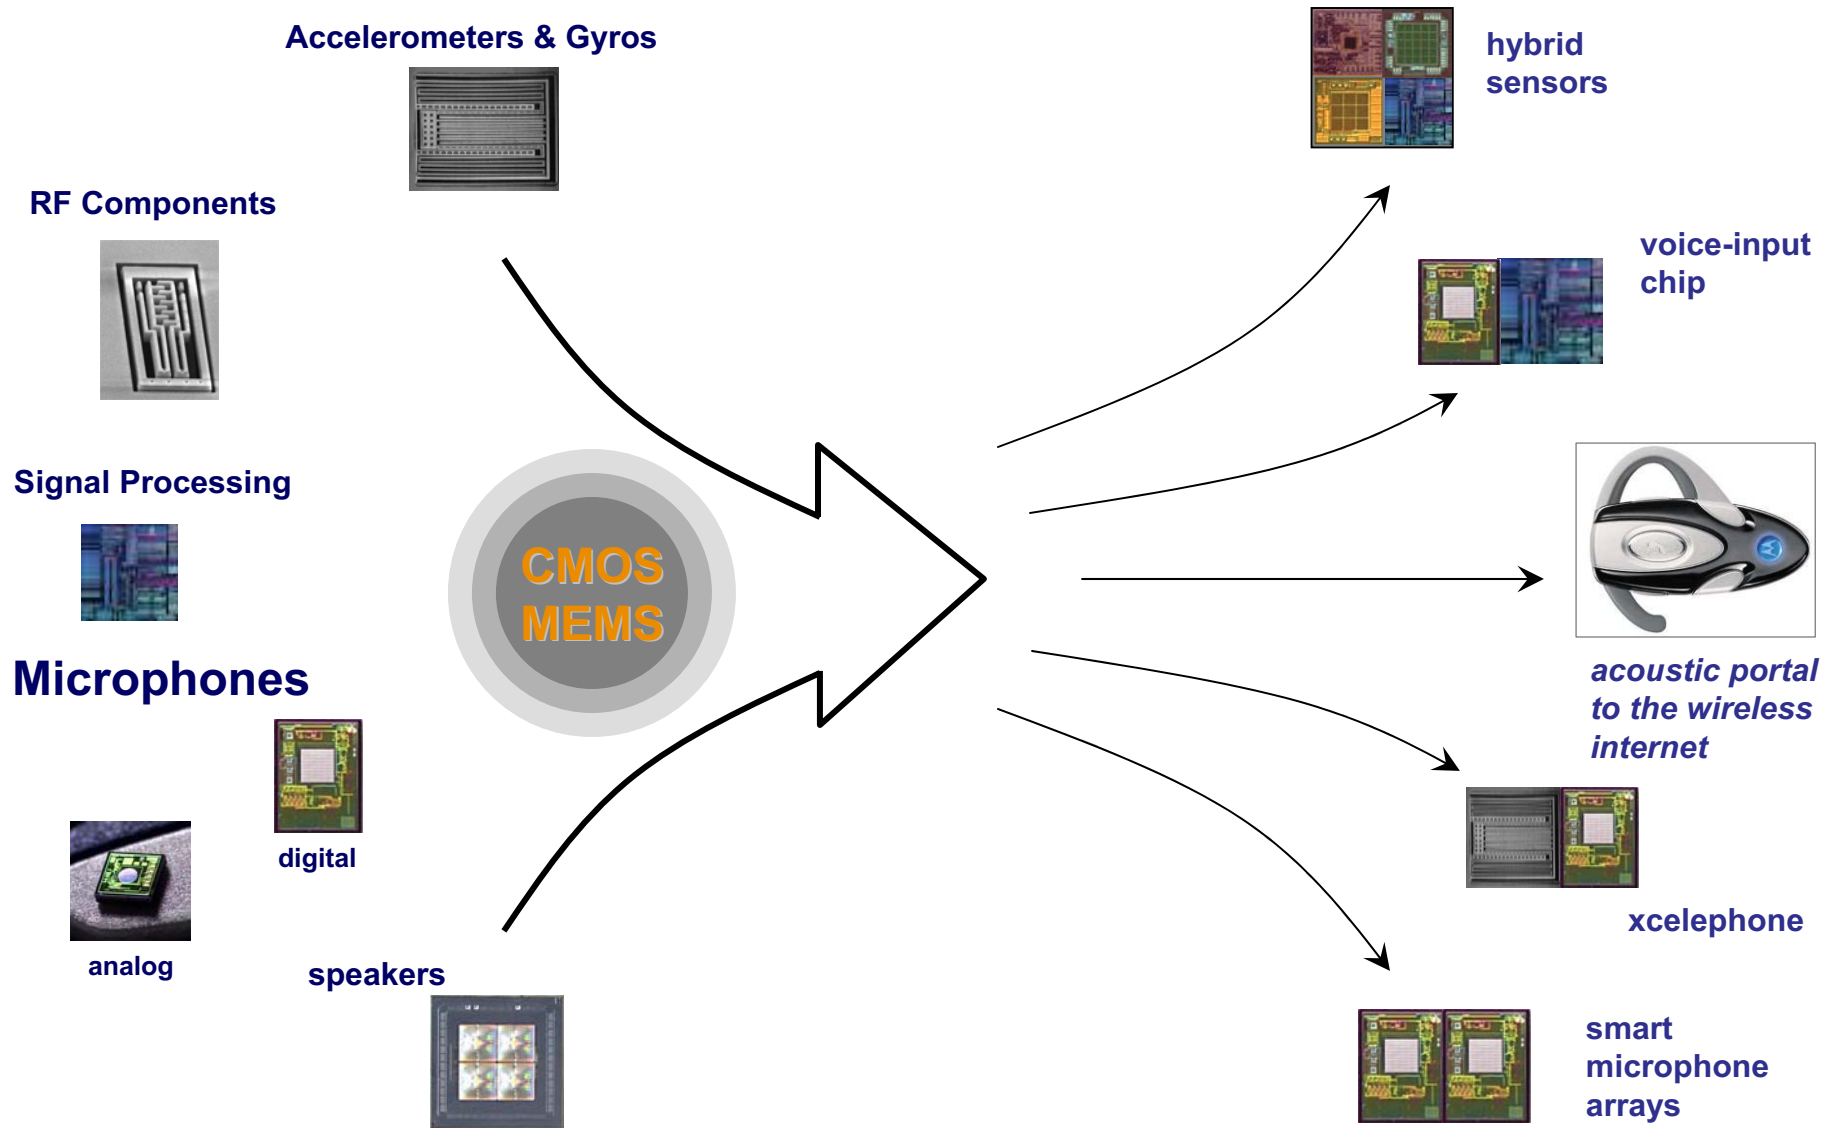 Accelerometers & Gyros
RF Components
Signal Processing
Microphones
digital
analog
speakers
CMOS
MEMS
hybrid
sensors
voice-input
chip
acoustic portal
to the wireless
internet
xcelephone
smart
microphone
arrays